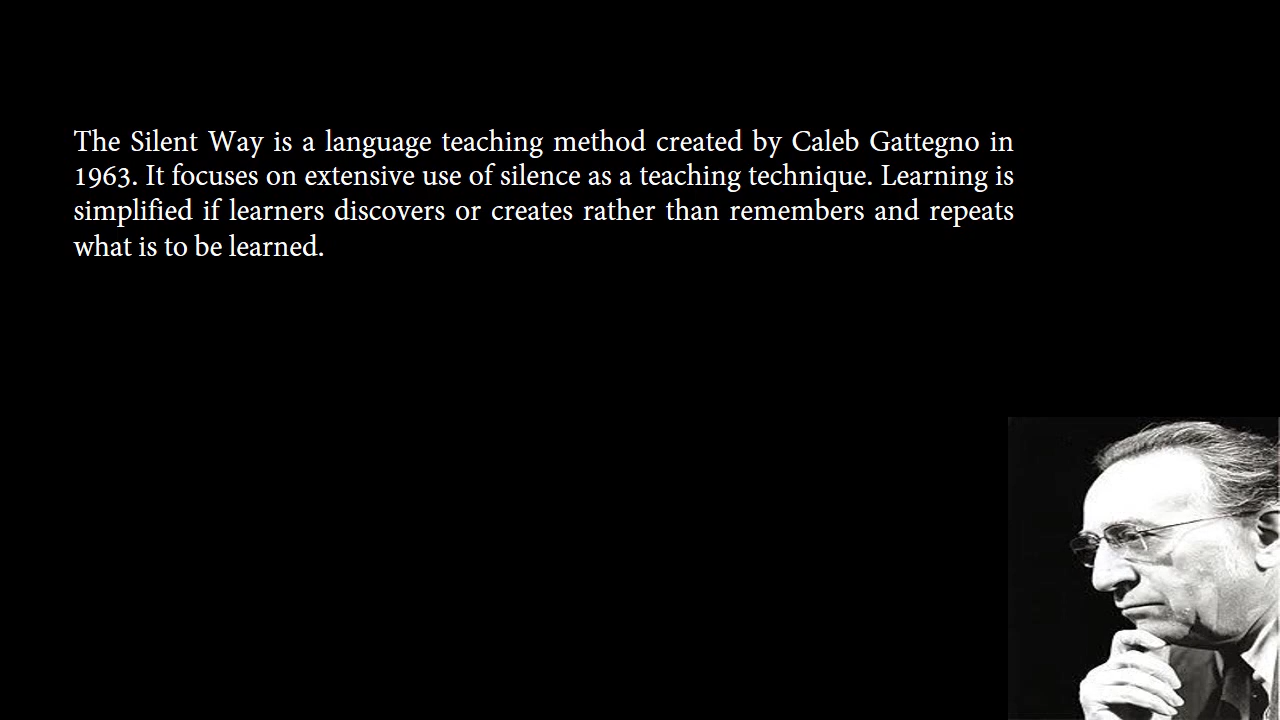 The Silent Way is a language teaching method created by Caleb Gattegno in
1963. It focuses on extensive use of silence as a teaching technique. Learning is
simplified if learners discovers or creates rather than remembers and repeats
what is to be learned.